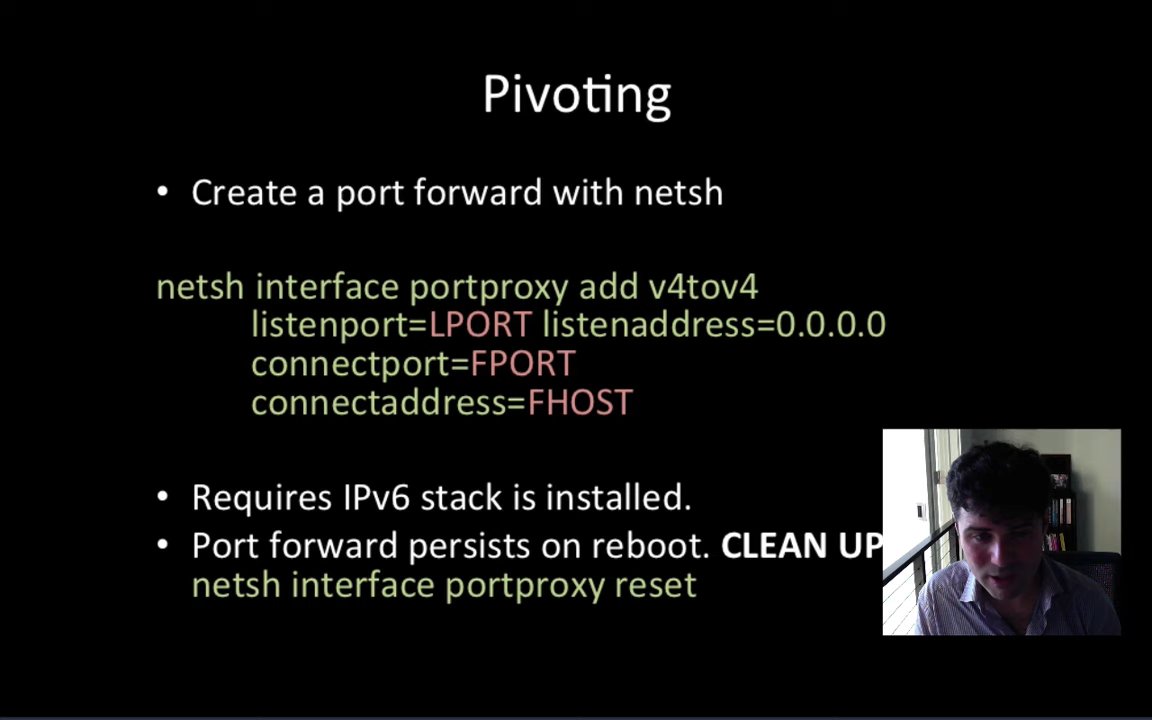 Pivoting
• Create a port forward with netsh
netsh interface portproxy add v4tov4
listenport=LPORT listenaddress=0.0.0.0
connectport=FPORT
connectaddress=FHOST
• Requires IPv6 stack is installed.
• Port forward persists on reboot. CLEAN UP
netsh interface portproxy reset